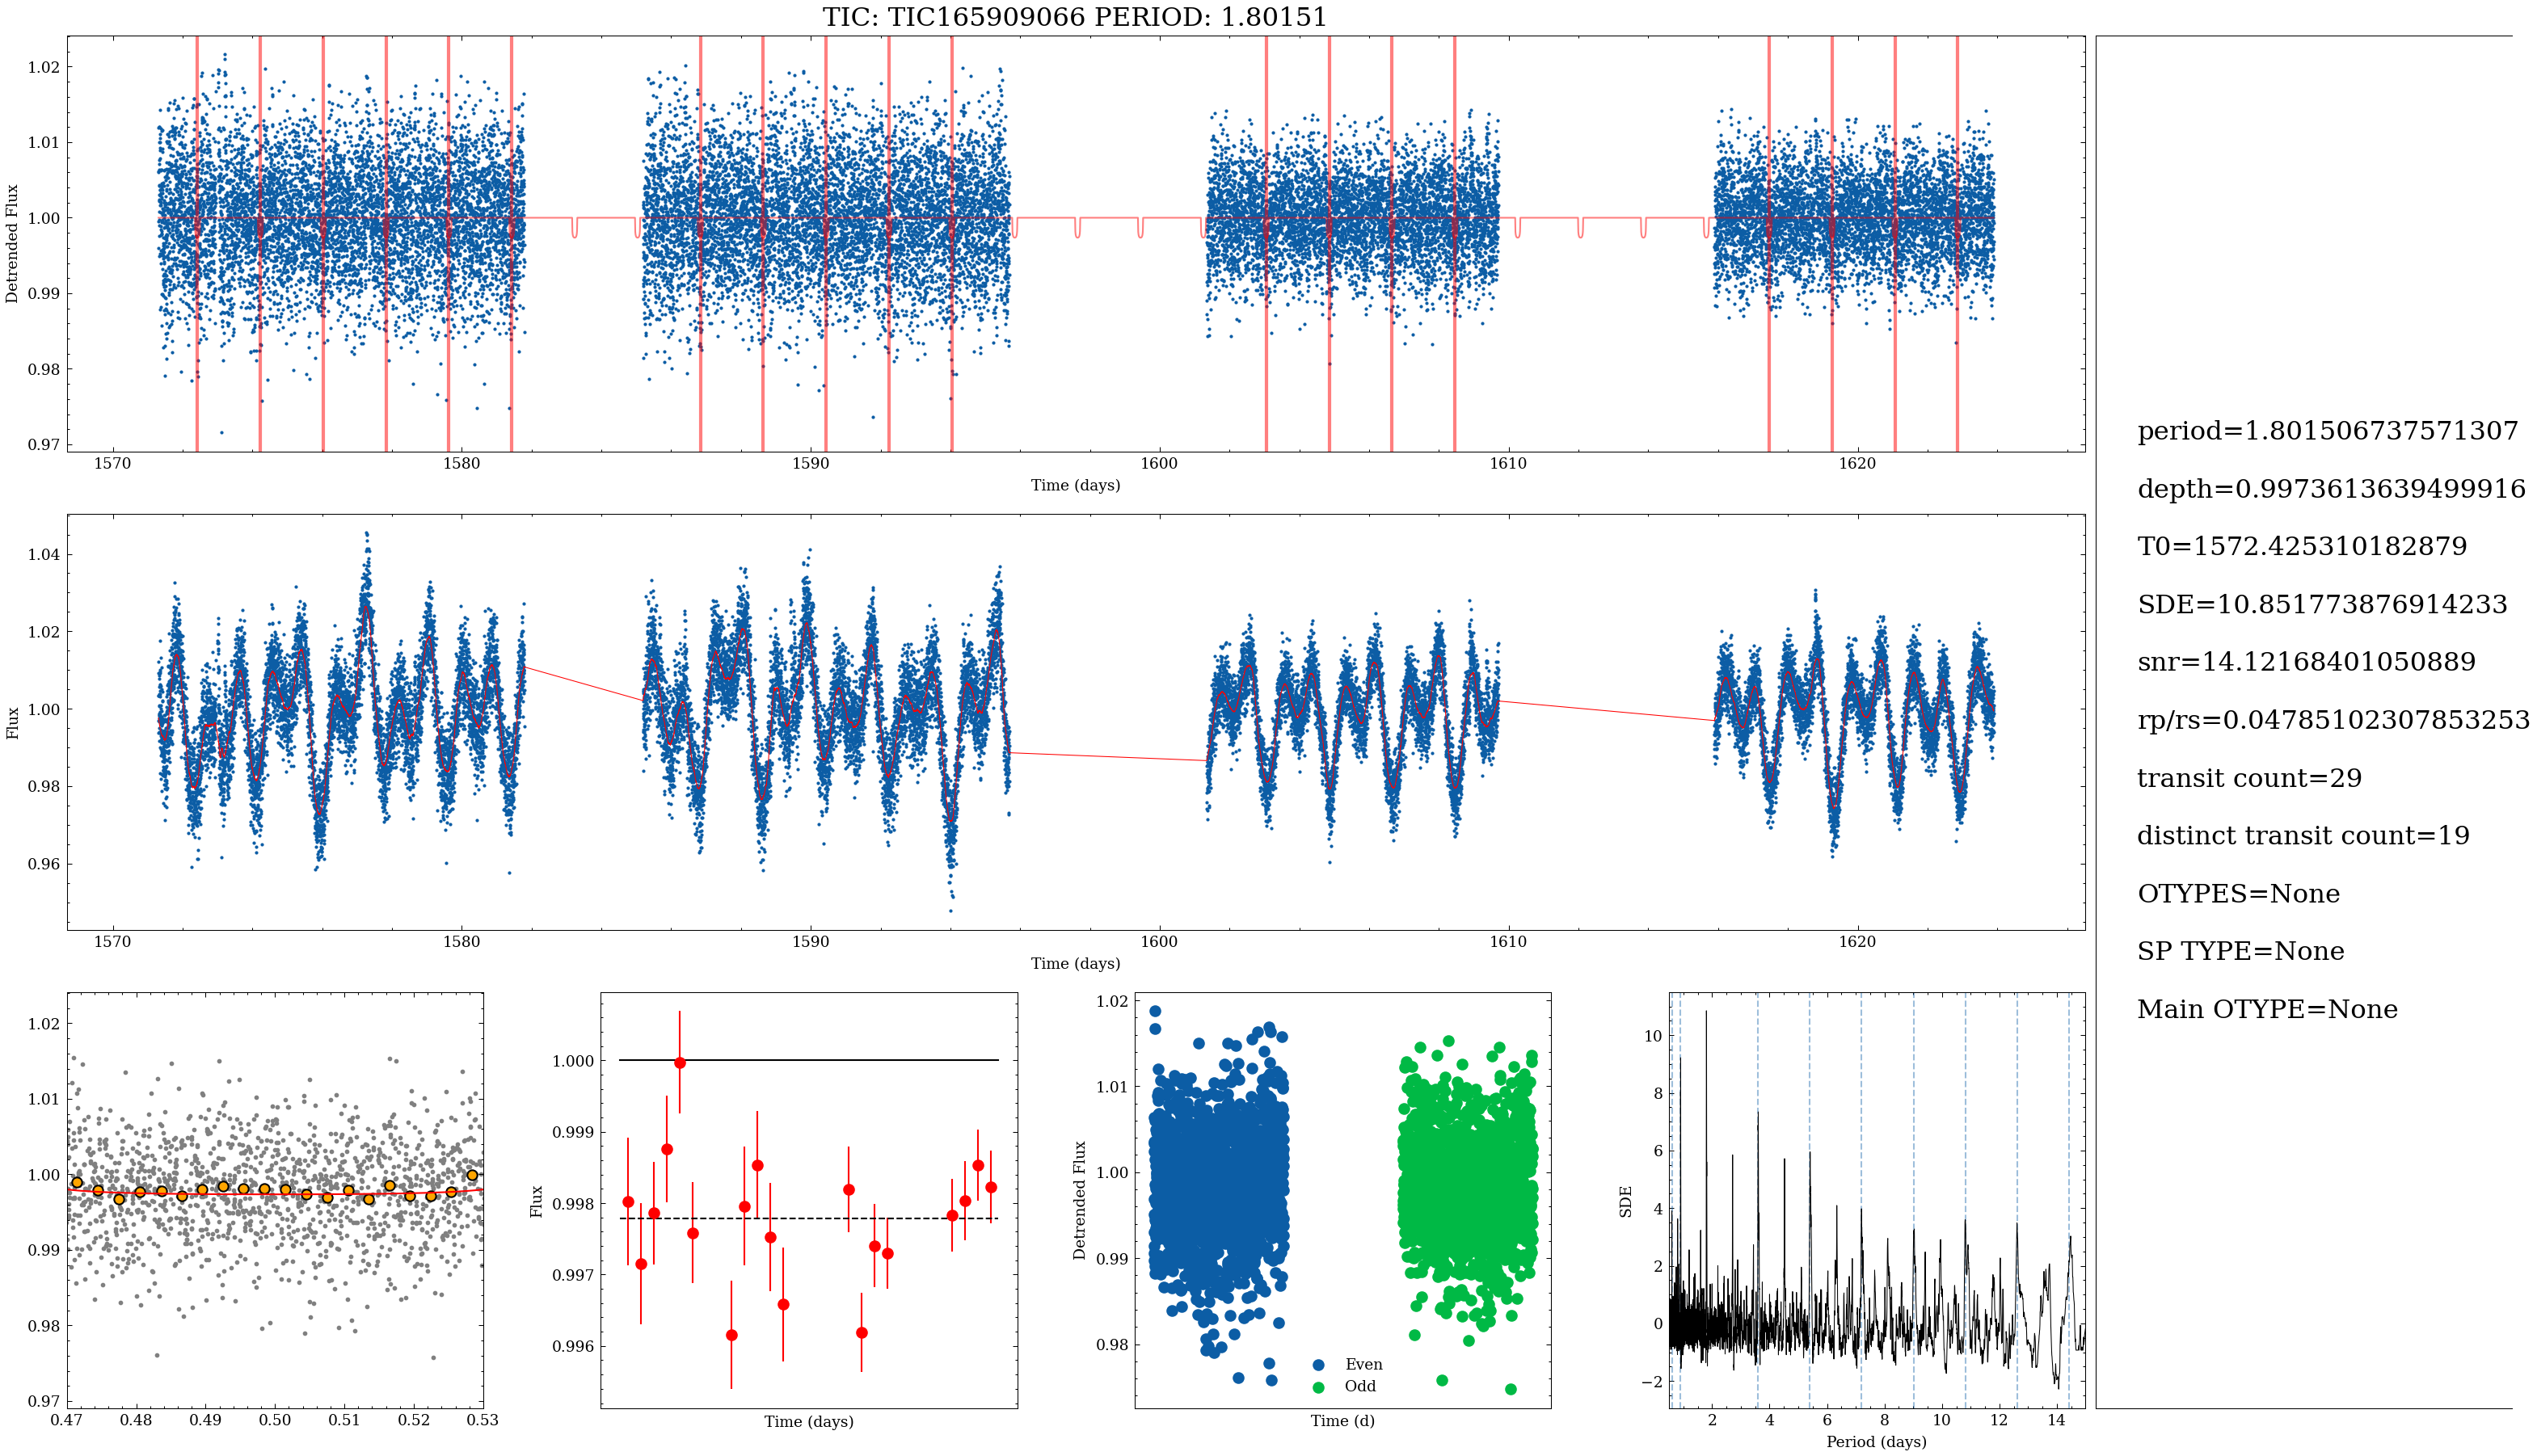 TIC: TIC165909066 PERIOD: 1.80151
Detrended Flux
1.02
1.01
1.00
0.99
0.98
0.97
1570 1580 1590 1600 1610 1620
Time (days)
Flux
1.04
1.02
1.00
0.98
0.96
1570 1580 1590 1600 1610 1620
Time (days)
1.02
1.01
1.00
0.99
0.98
0.97
0.47 0.48 0.49 0.50 0.51 0.52 0.53
Flux
1.000
0.999
0.998
0.997
0.996
Time (days)
Detrended Flux
1.02
1.01
1.00
0.99
0.98
Even
Odd
Time (d)
SDE
10
8
6
4
2
0
−2
2 4 6 8 10 12 14
Period (days)
period=1.801506737571307
depth=0.9973613639499916
T0=1572.425310182879
SDE=10.851773876914233
snr=14.12168401050889
rp/rs=0.04785102307853253
transit count=29
distinct transit count=19
OTYPES=None
SP TYPE=None
Main OTYPE=None